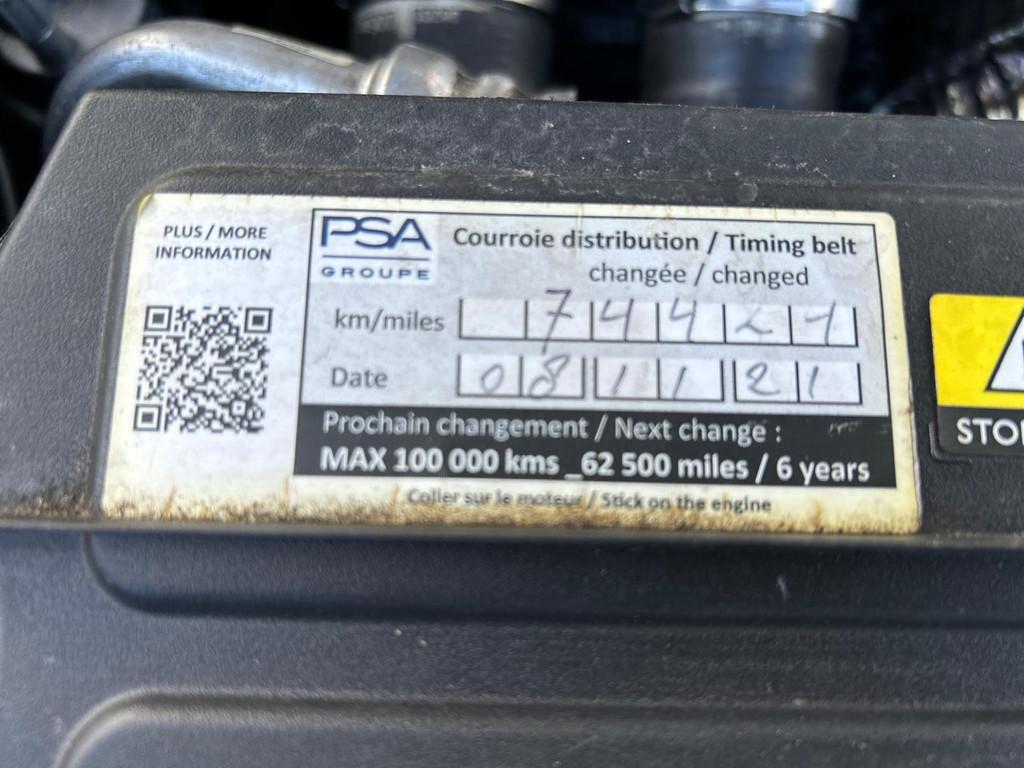 PLUS / MORE
INFORMATION
PSA
GROUPE
Courroie distribution / Timing belt
changée / changed
km/miles 74421
Date 08 11 21
Prochain changement / Next change :
MAX 100 000 kms _62 500 miles / 6 years
Coller sur le moteur / Stick on the engine